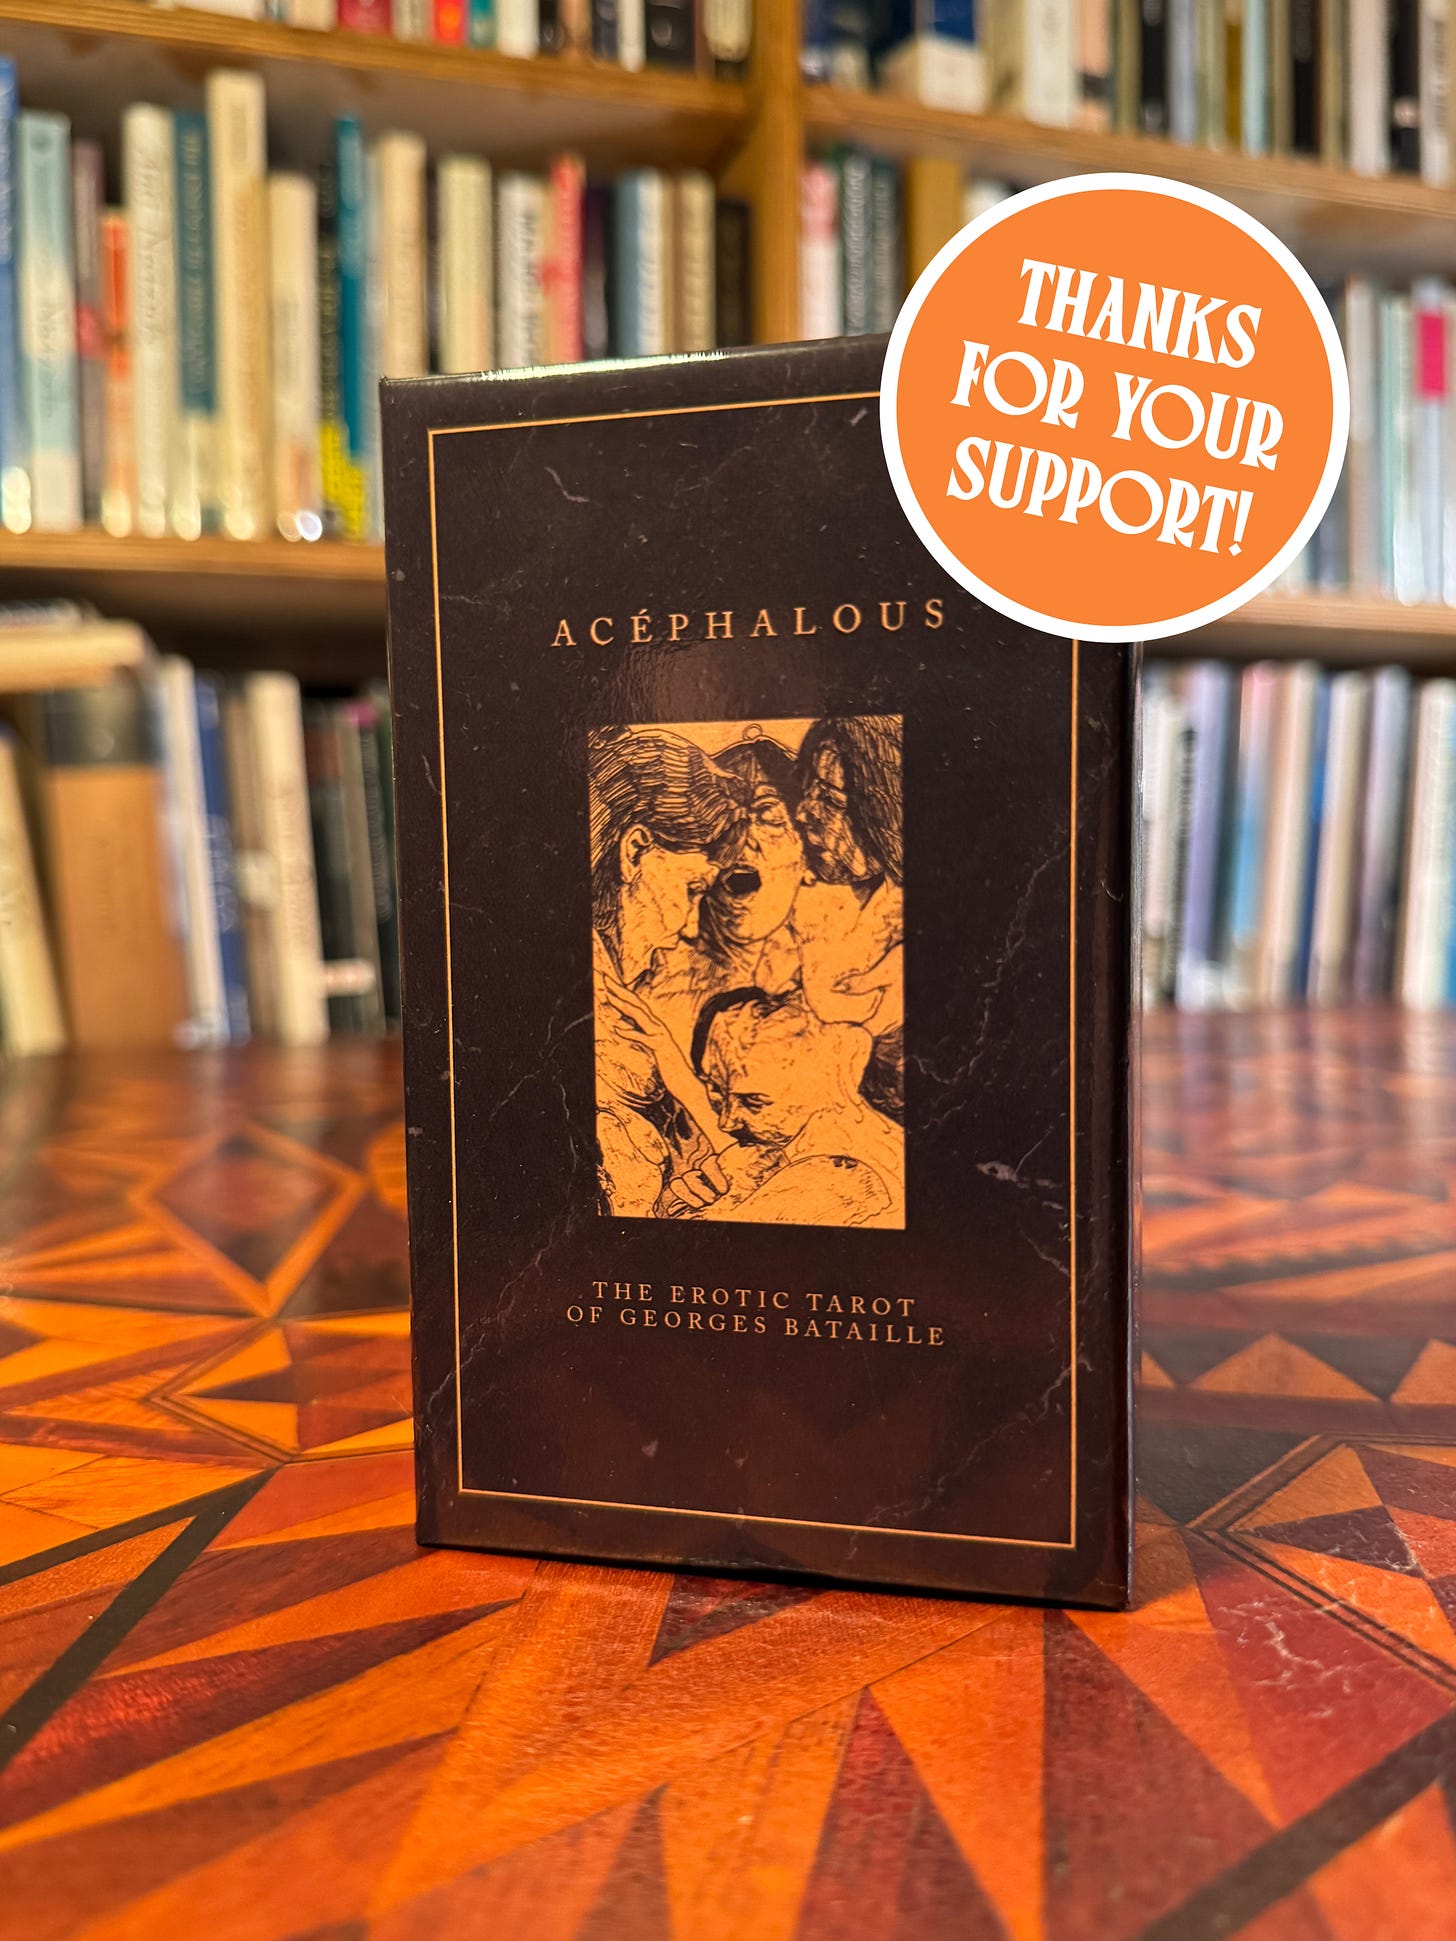 THANKS
FOR YOUR
SUPPORT!
ACÉPHALOUS
THE EROTIC TAROT
OF GEORGES BATAILLE